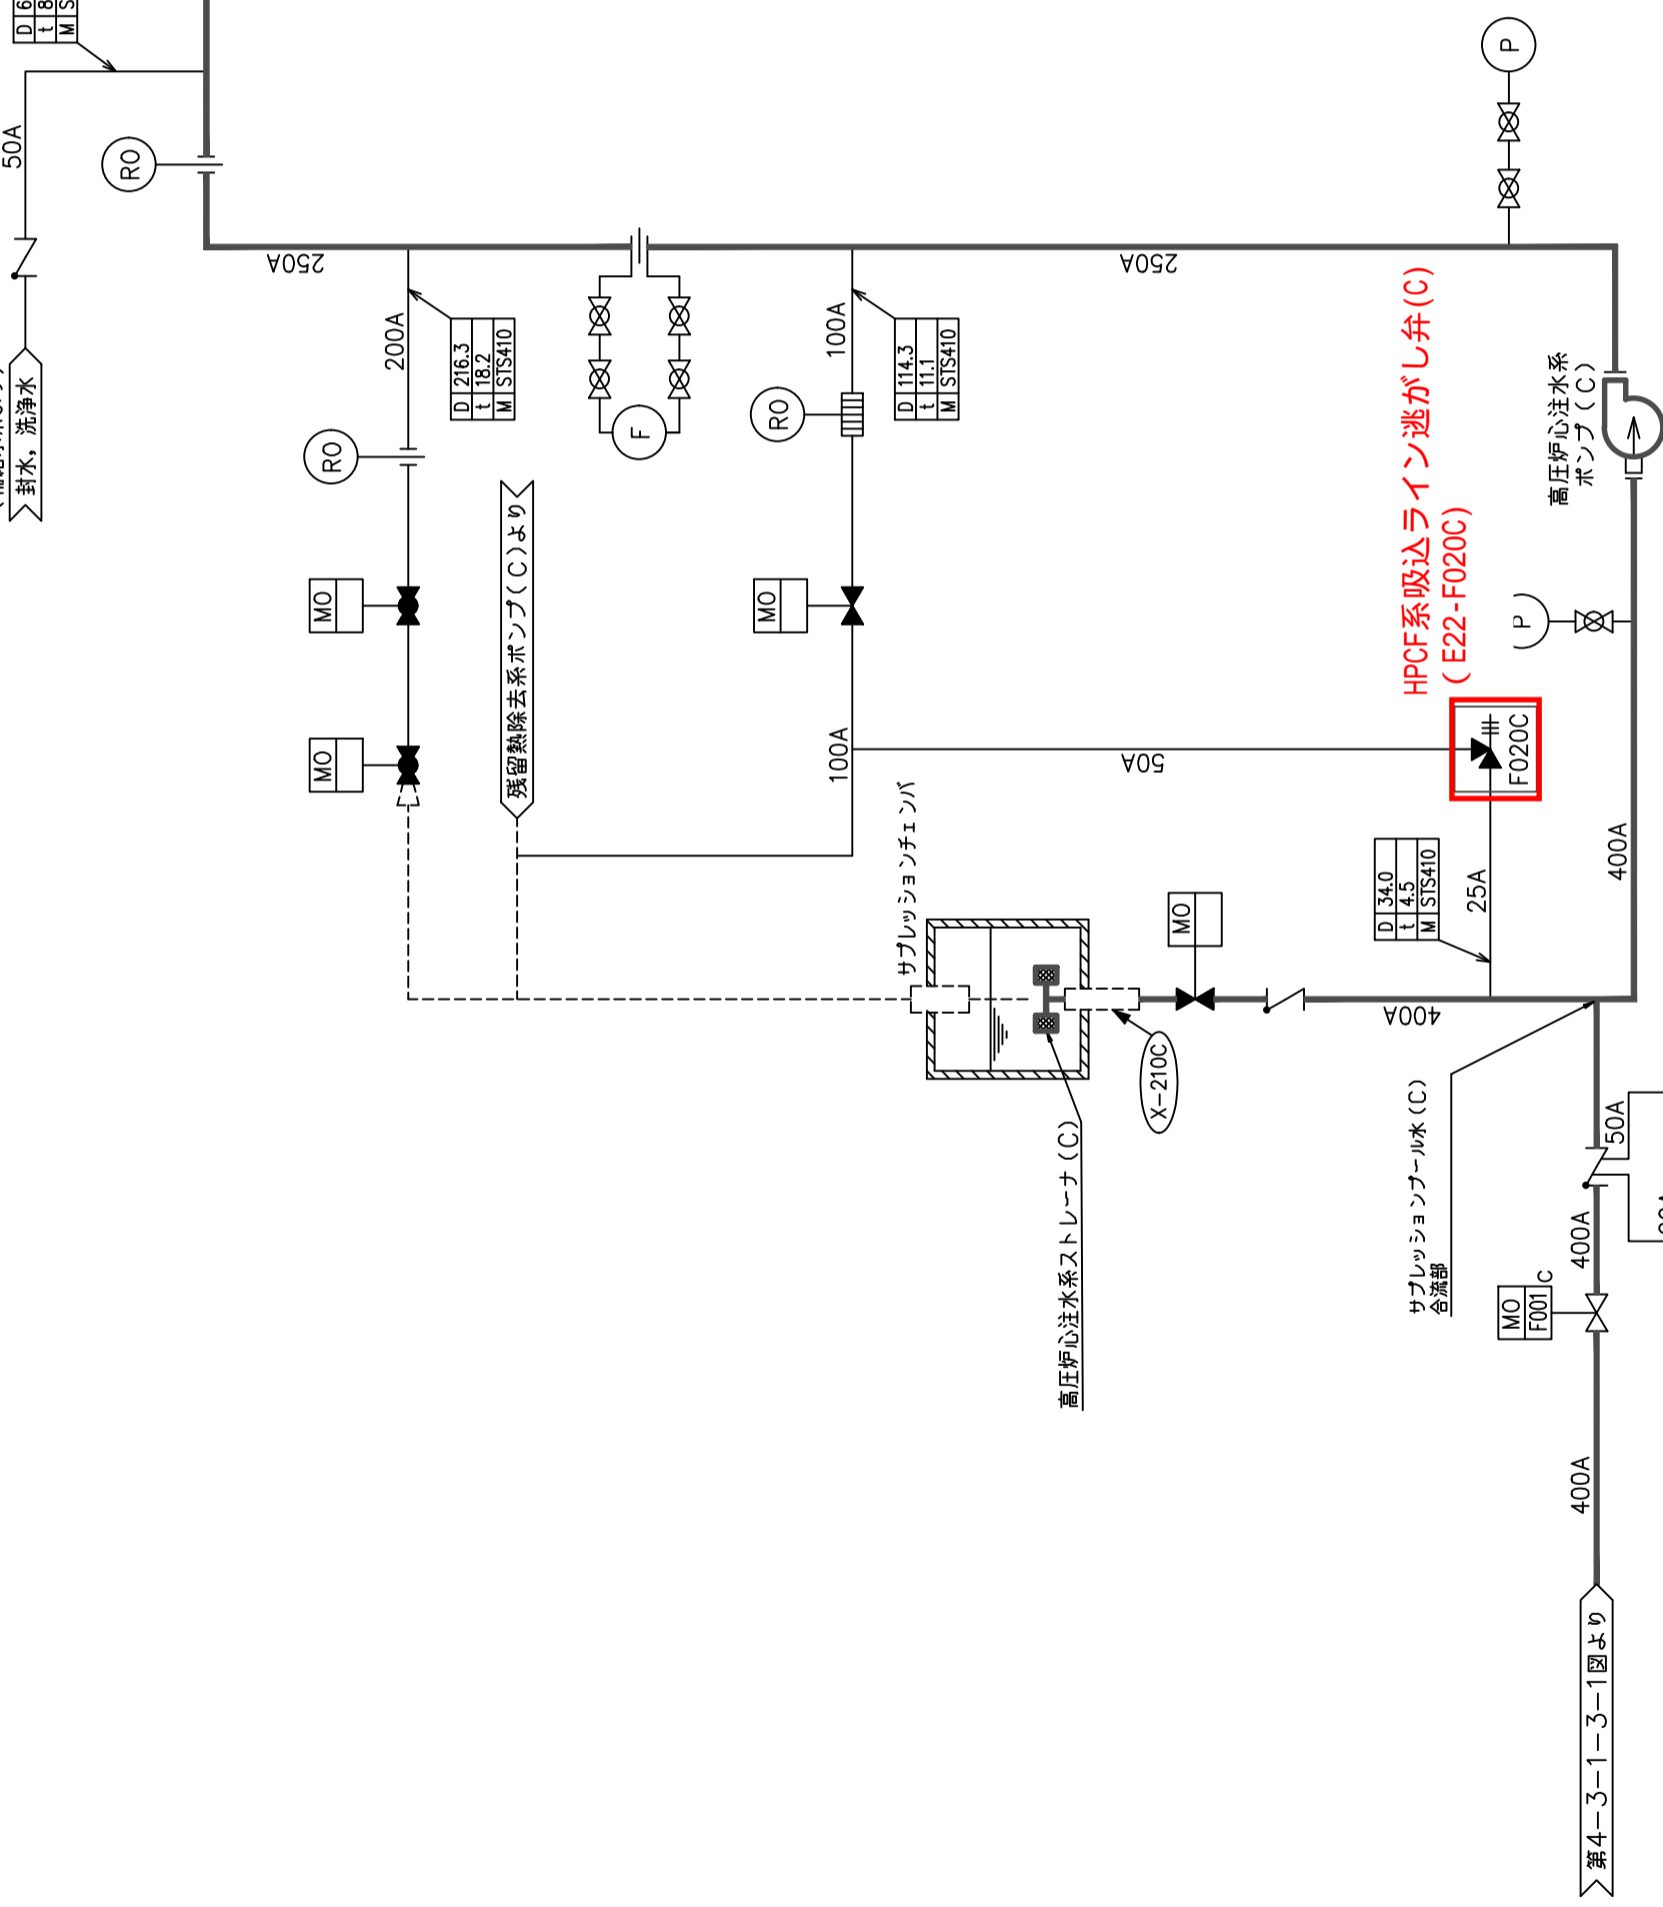 50A
封水，洗浄水
RO
250A
200A
D 216.3
t 18.2
M STS410
RO
MO
MO
F
残留熱除去系ポンプ(C)より
100A
D 114.3
t 11.1
M STS410
RO
MO
100A
250A
P
HPCF系吸込ライン逃がし弁(C)
(E22-F020C)
高圧炉心注水系
ポンプ(C)
P
F020C
50A
サプレッションチェンバ
D 34.0
t 4.5
M STS410
25A
400A
MO
X-210C
400A
高圧炉心注水系ストレーナ(C)
サプレッションプール水(C)
合流部
50A
400A
MO
F001 C
400A
第4-3-1-3-1図より